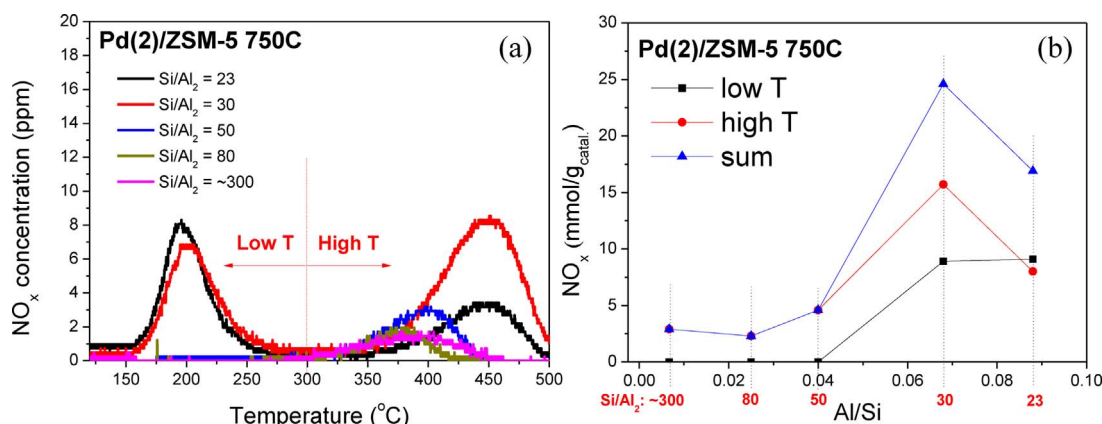 Pd(2)/ZSM-5 750C
(a)
Si/Al2 = 23
Si/Al2 = 30
Si/Al2 = 50
Si/Al2 = 80
Si/Al2 = ~300
Low T
High T
NOx concentration (ppm)
20
18
16
14
12
10
8
6
4
2
0
150 200 250 300 350 400 450 500
Temperature (°C)
Pd(2)/ZSM-5 750C
(b)
low T
high T
sum
NOx (mmol/gcatal.)
30
25
20
15
10
5
0
0.00 0.02 0.04 0.06 0.08 0.10
Si/Al2: ~300 80 50 30 23
Al/Si